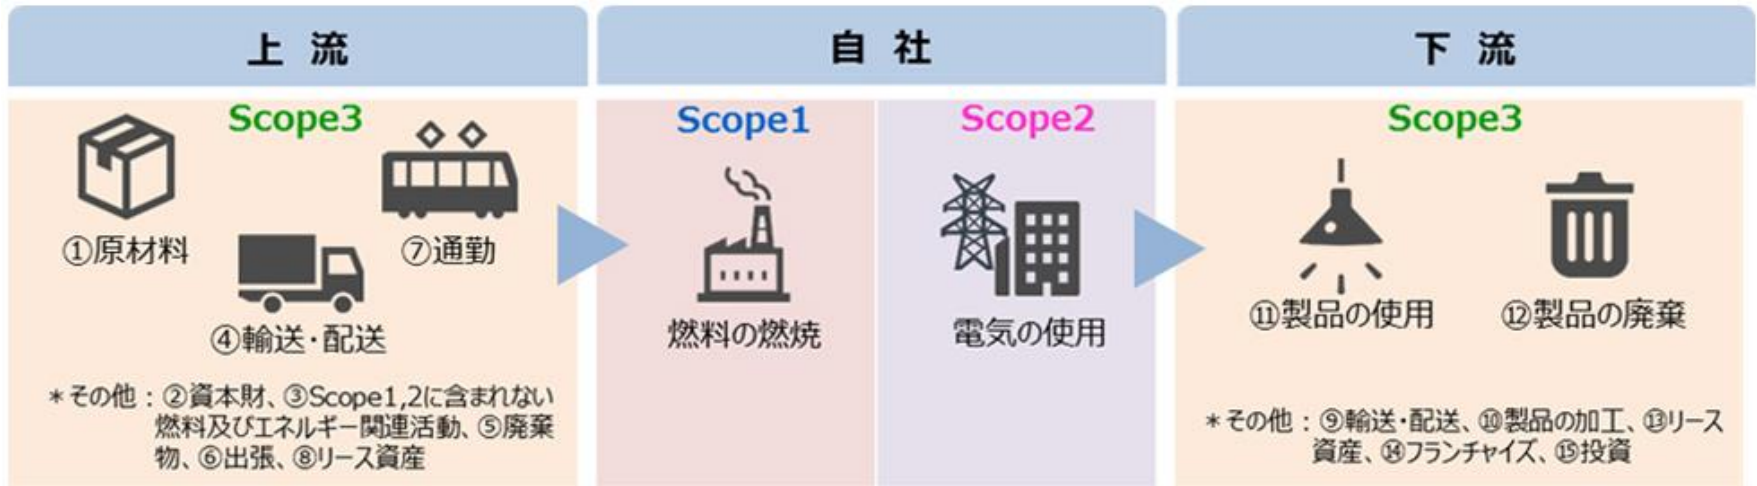 上 流
Scope3
①原材料
⑦通勤
④輸送・配送
＊その他：②資本財、③Scope1,2に含まれない
燃料及びエネルギー関連活動、⑤廃棄
物、⑥出張、⑧リース資産
自 社
Scope1
燃料の燃焼
Scope2
電気の使用
下 流
Scope3
⑪製品の使用
⑫製品の廃棄
＊その他：⑨輸送・配送、⑩製品の加工、⑬リース
資産、⑭フランチャイズ、⑮投資